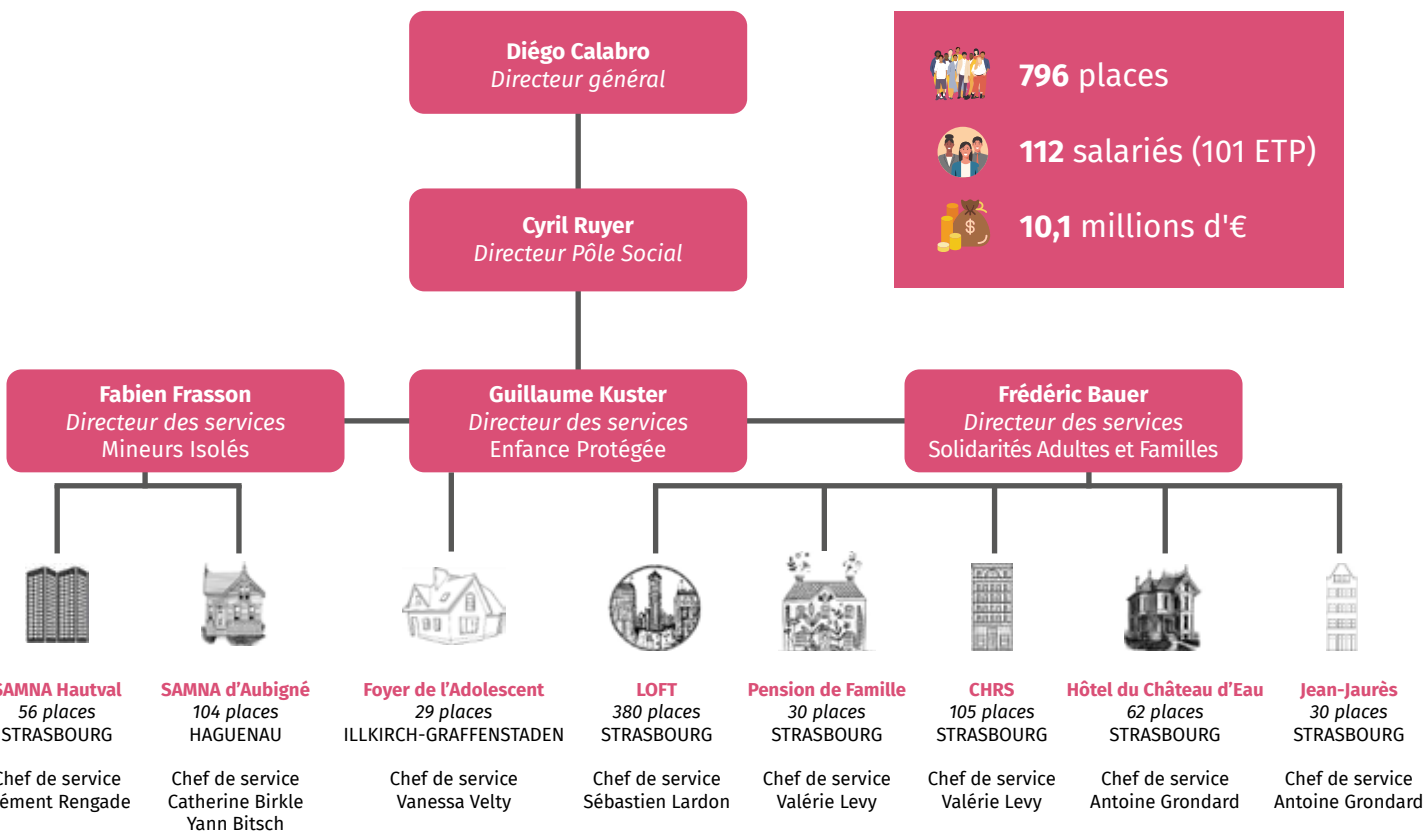 Diégo Calabro
Directeur général
796 places
112 salariés (101 ETP)
10,1 millions d'€
Cyril Ruyer
Directeur Pôle Social
Fabien Frasson
Directeur des services
Mineurs Isolés
Guillaume Kuster
Directeur des services
Enfance Protégée
Frédéric Bauer
Directeur des services
Solidarités Adultes et Familles
SAMNA Hautval
56 places
STRASBOURG
Chef de service
ément Rengade
SAMNA d'Aubigné
104 places
HAGUENAU
Chef de service
Catherine Birkle
Yann Bitsch
Foyer de l'Adolescent
29 places
ILLKIRCH-GRAFFENSTADEN
Chef de service
Vanessa Velty
LOFT
380 places
STRASBOURG
Chef de service
Sébastien Lardon
Pension de Famille
30 places
STRASBOURG
Chef de service
Valérie Levy
CHRS
105 places
STRASBOURG
Chef de service
Valérie Levy
Hôtel du Château d'Eau
62 places
STRASBOURG
Chef de service
Antoine Grondard
Jean-Jaurès
30 places
STRASBOURG
Chef de service
Antoine Grondard